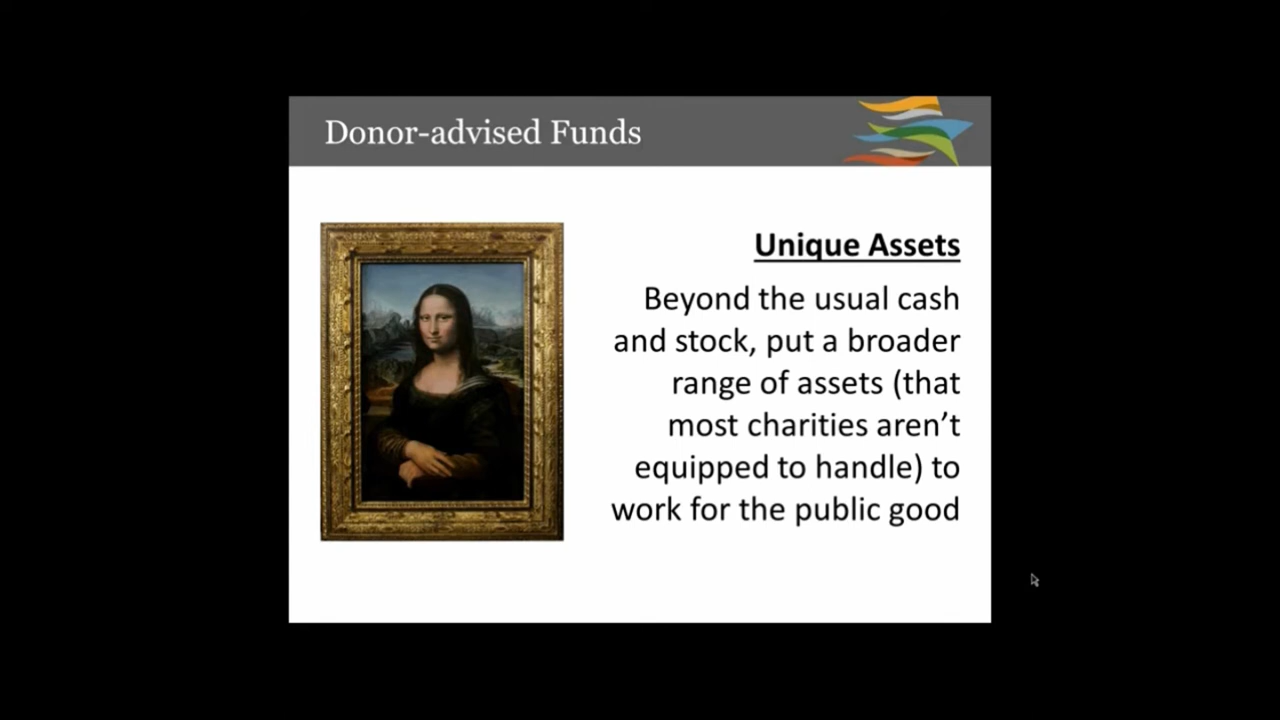 Donor-advised Funds
Unique Assets
Beyond the usual cash
and stock, put a broader
range of assets (that
most charities aren’t
equipped to handle) to
work for the public good